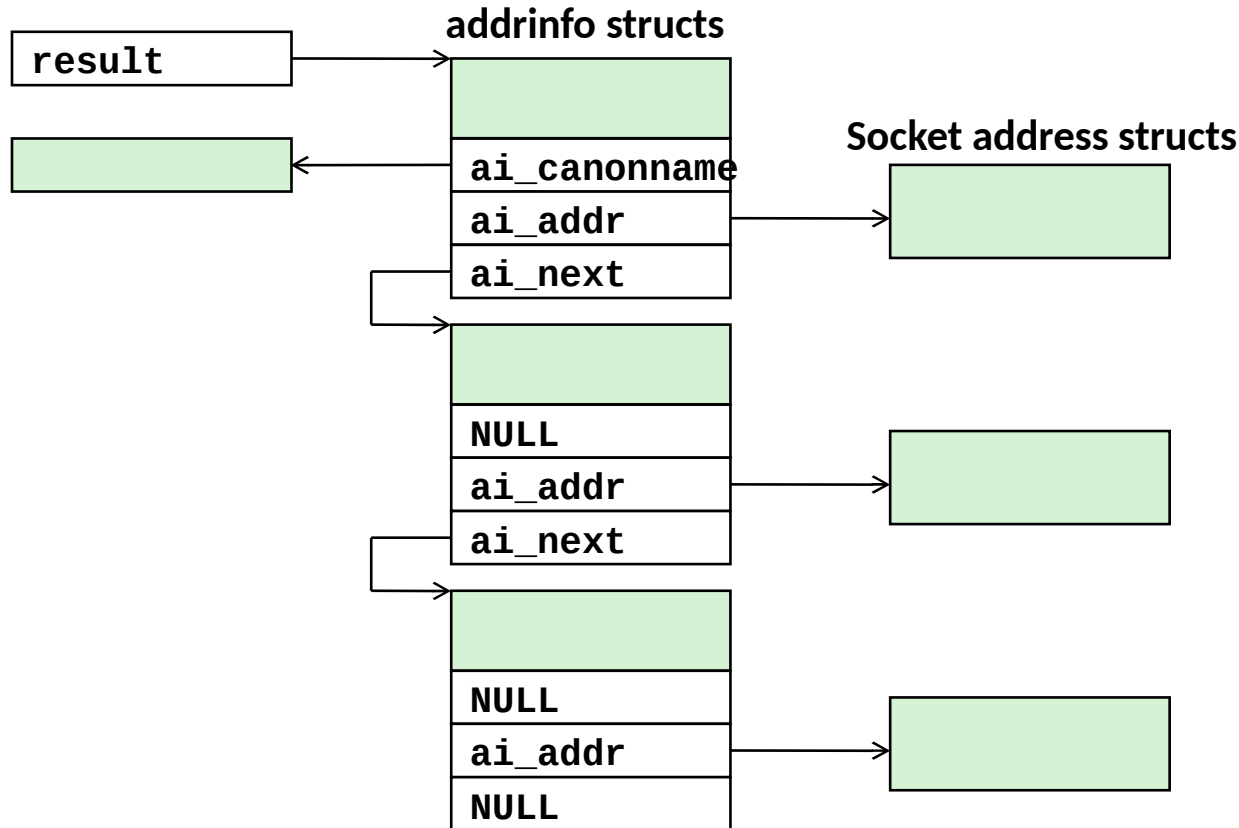 addrinfo structs
result
Socket address structs
ai_canonname
ai_addr
ai_next
NULL
ai_addr
ai_next
NULL
ai_addr
NULL